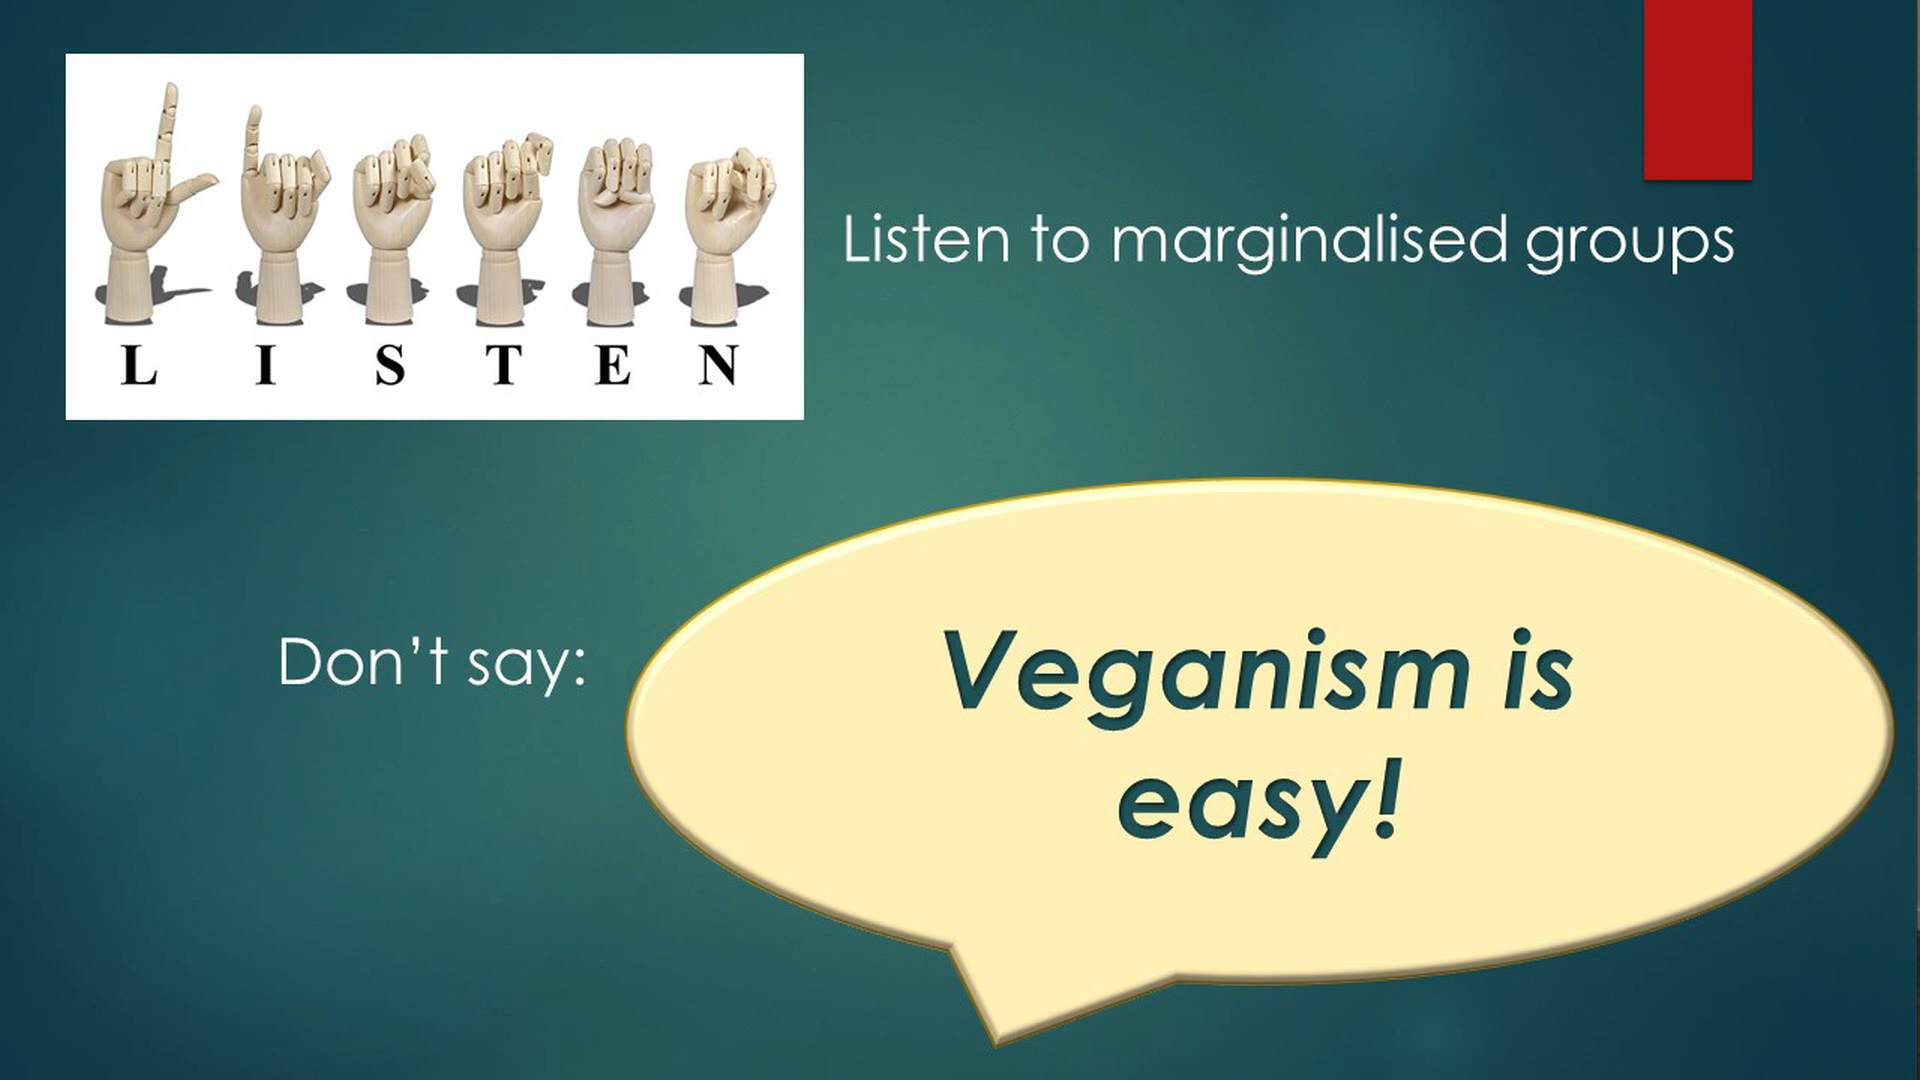 L I S T E N
Listen to marginalised groups
Don’t say:
Veganism is
easy!